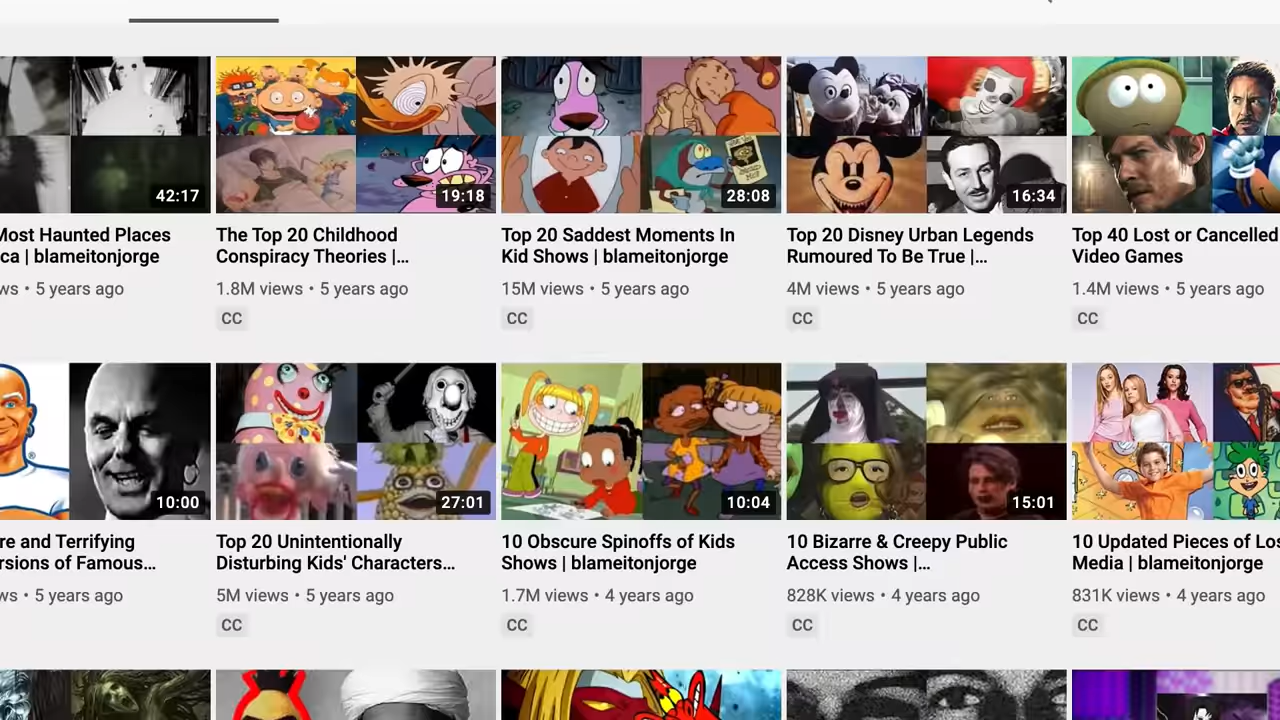 42:17
19:18
28:08
16:34
Most Haunted Places
ca | blameitonjorge
ws • 5 years ago
The Top 20 Childhood
Conspiracy Theories |...
1.8M views • 5 years ago
CC
Top 20 Saddest Moments In
Kid Shows | blameitonjorge
15M views • 5 years ago
CC
Top 20 Disney Urban Legends
Rumoured To Be True |...
4M views • 5 years ago
CC
Top 40 Lost or Cancelled
Video Games
1.4M views • 5 years ago
CC
10:00
27:01
10:04
15:01
re and Terrifying
rsions of Famous...
ws • 5 years ago
Top 20 Unintentionally
Disturbing Kids' Characters...
5M views • 5 years ago
CC
10 Obscure Spinoffs of Kids
Shows | blameitonjorge
1.7M views • 4 years ago
CC
10 Bizarre & Creepy Public
Access Shows |...
828K views • 4 years ago
CC
10 Updated Pieces of Los
Media | blameitonjorge
831K views • 4 years ago
CC